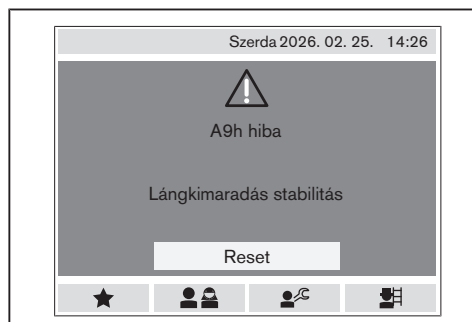 Szerda 2026. 02. 25. 14:26
A9h hiba
Lángkimaradás stabilitás
Reset